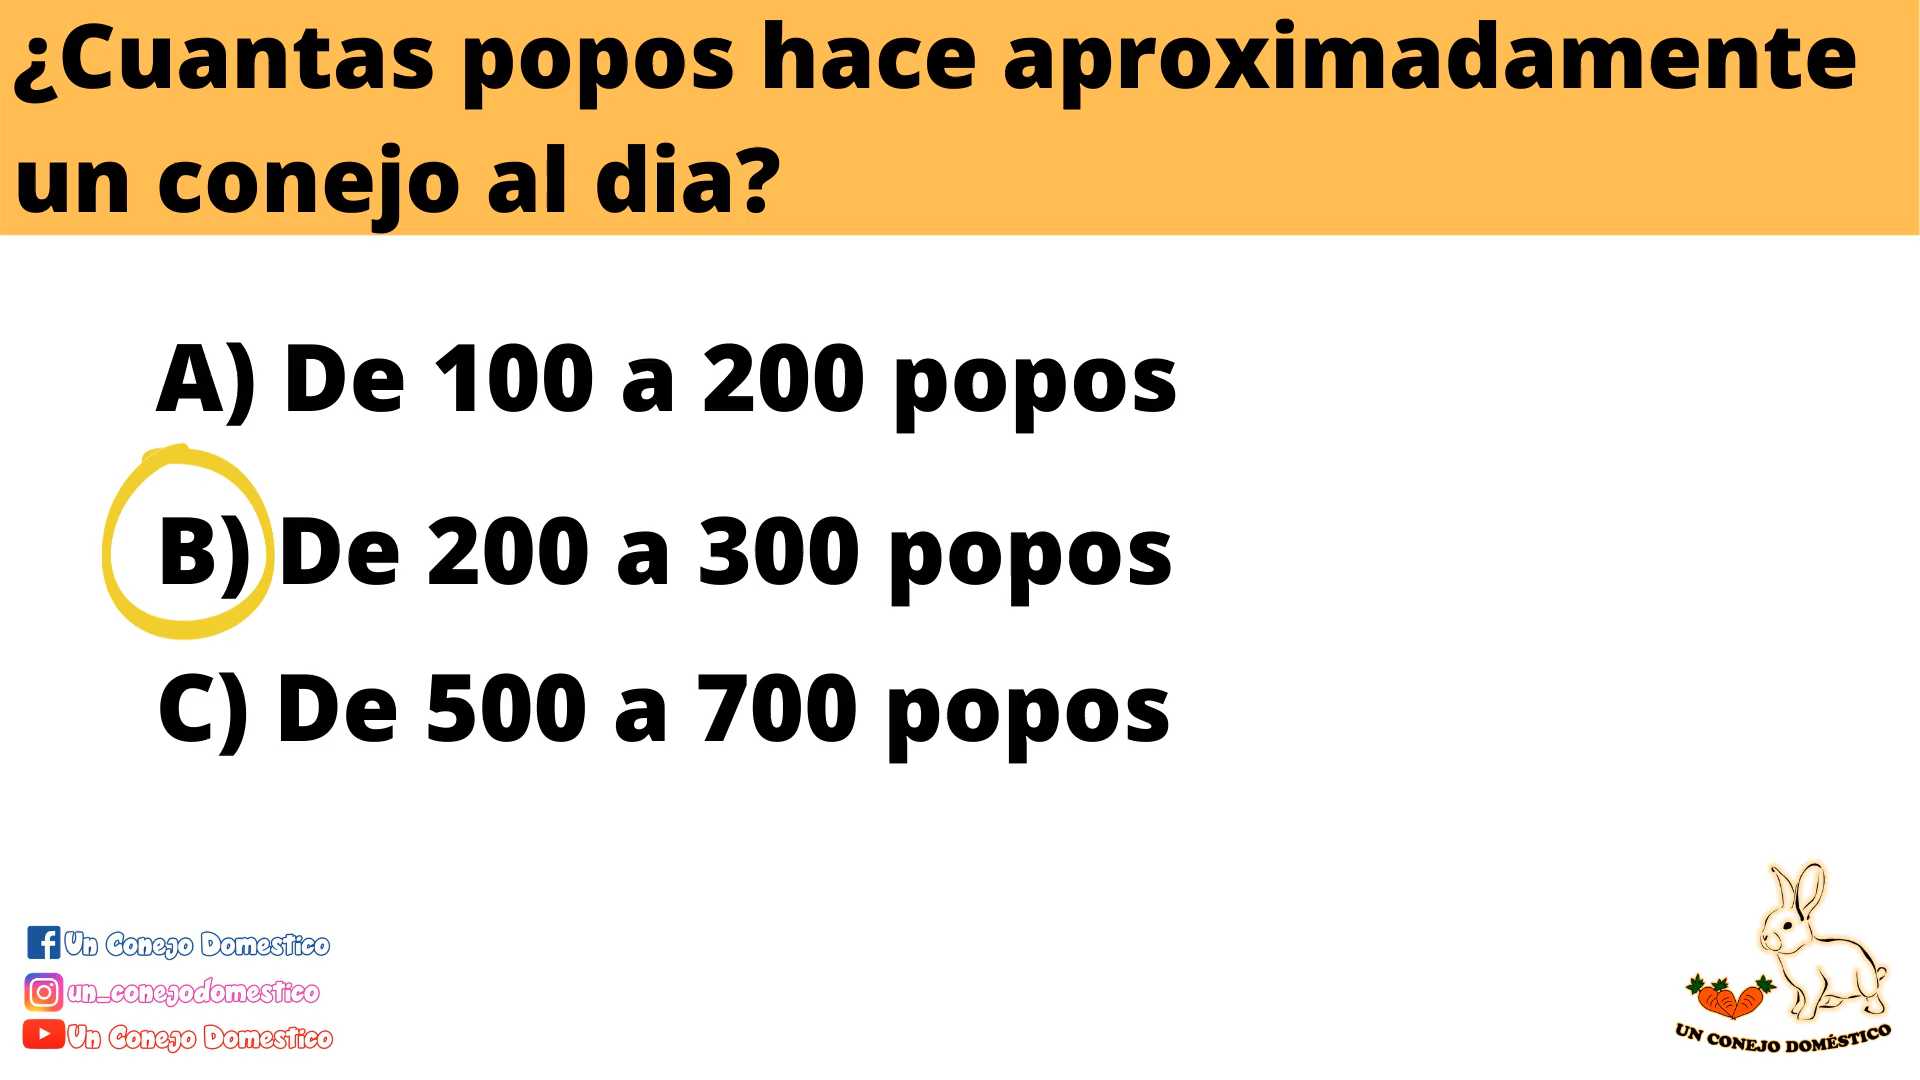 ¿Cuantas popos hace aproximadamente
un conejo al dia?
A) De 100 a 200 popos
B) De 200 a 300 popos
C) De 500 a 700 popos
Un Conejo Domestico
un_conejodomestico
Un Conejo Domestico
UN CONEJO DOMÉSTICO